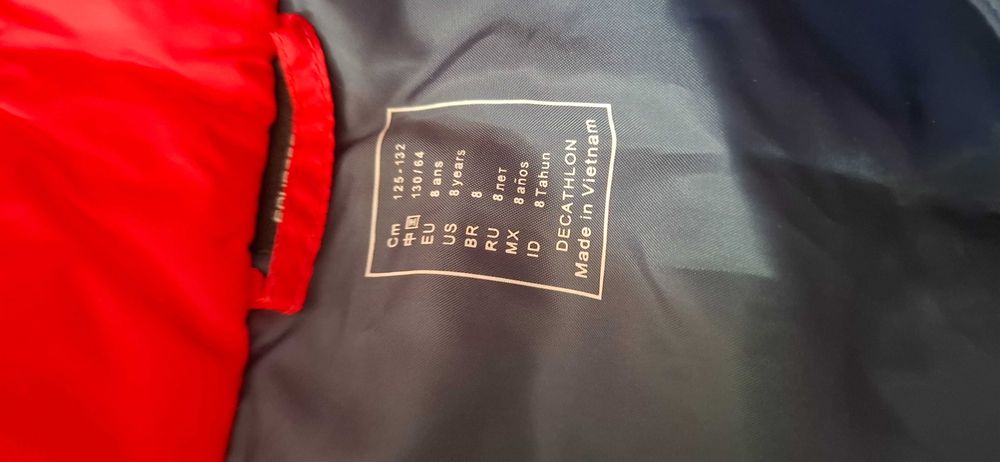 Cm 125-132
中国 130/64
EU 8 ans
US 8 years
BR 8
RU 8 лет
MX 8 años
ID 8 Tahun
DECATHLON
Made in Vietnam